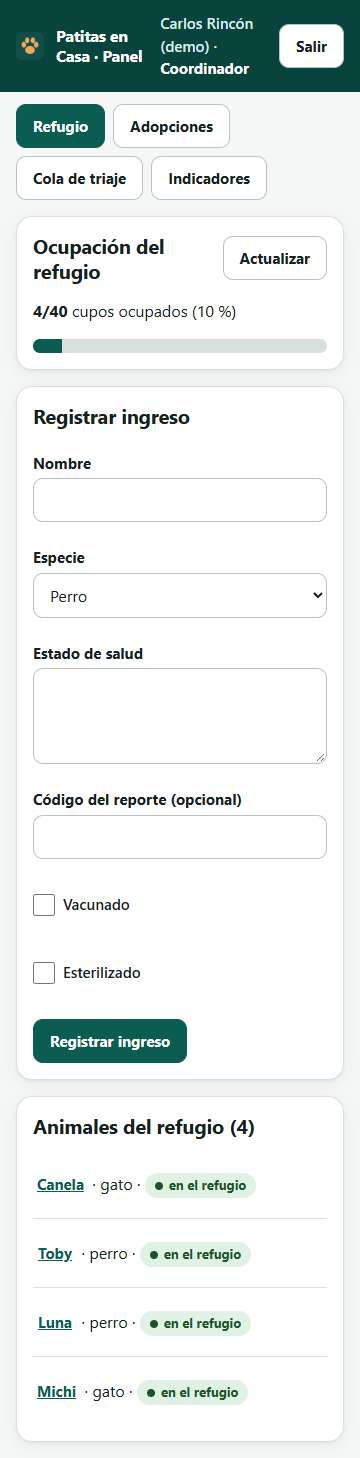 Patitas en
Casa · Panel
Carlos Rincón
(demo) ·
Coordinador
Salir
Refugio
Adopciones
Cola de triaje
Indicadores
Ocupación del
refugio
Actualizar
4/40 cupos ocupados (10 %)
Registrar ingreso
Nombre
Especie
Perro
Estado de salud
Código del reporte (opcional)
Vacunado
Esterilizado
Registrar ingreso
Animales del refugio (4)
Canela · gato · en el refugio
Toby · perro · en el refugio
Luna · perro · en el refugio
Michi · gato · en el refugio